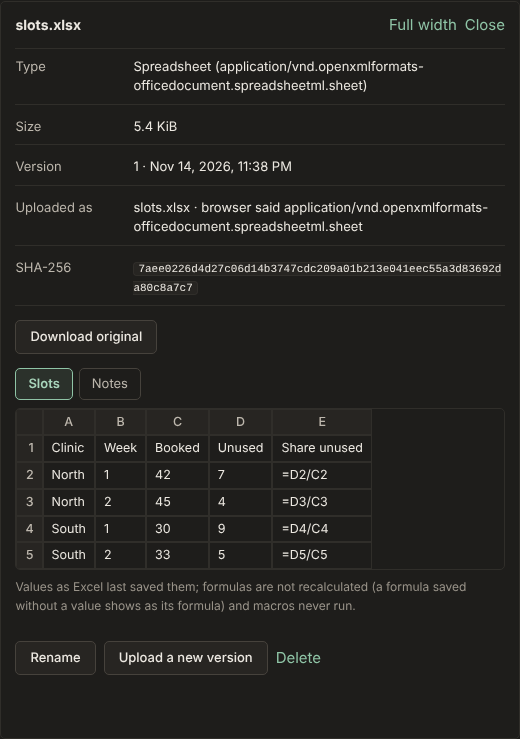 slots.xlsx Full width Close
Type Spreadsheet (application/vnd.openxmlformats-
officedocument.spreadsheetml.sheet)
Size 5.4 KiB
Version 1 · Nov 14, 2026, 11:38 PM
Uploaded as slots.xlsx · browser said application/vnd.openxmlformats-
officedocument.spreadsheetml.sheet
SHA-256 7aee0226d4d27c06d14b3747cdc209a01b213e041eec55a3d83692d
a80c8a7c7
Download original
Slots Notes
A B C D E
1 Clinic Week Booked Unused Share unused
2 North 1 42 7 =D2/C2
3 North 2 45 4 =D3/C3
4 South 1 30 9 =D4/C4
5 South 2 33 5 =D5/C5
Values as Excel last saved them; formulas are not recalculated (a formula saved
without a value shows as its formula) and macros never run.
Rename Upload a new version Delete